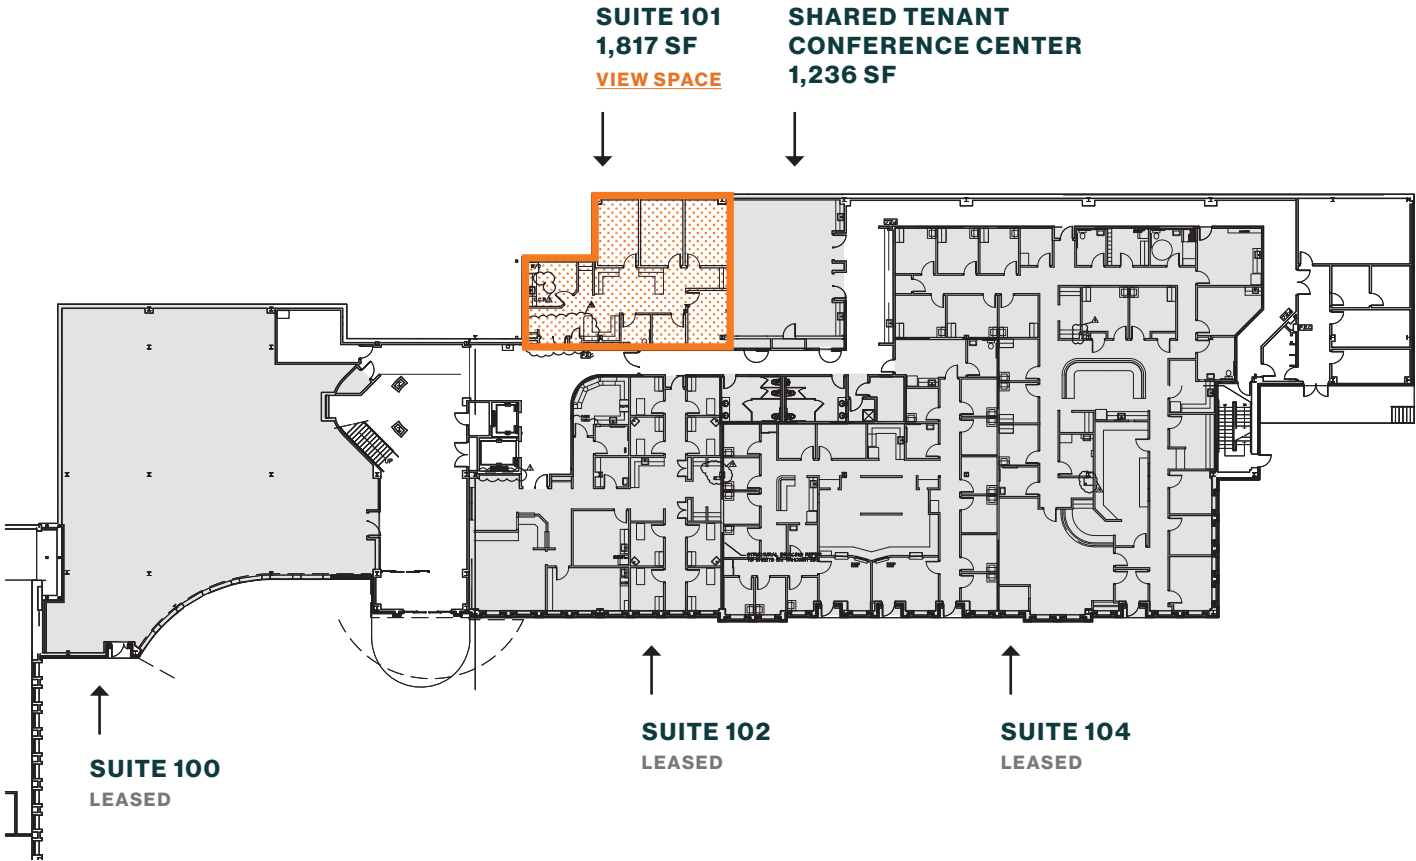 SUITE 101
1,817 SF
VIEW SPACE
SHARED TENANT
CONFERENCE CENTER
1,236 SF
UP
SUITE 102
LEASED
SUITE 104
LEASED
SUITE 100
LEASED